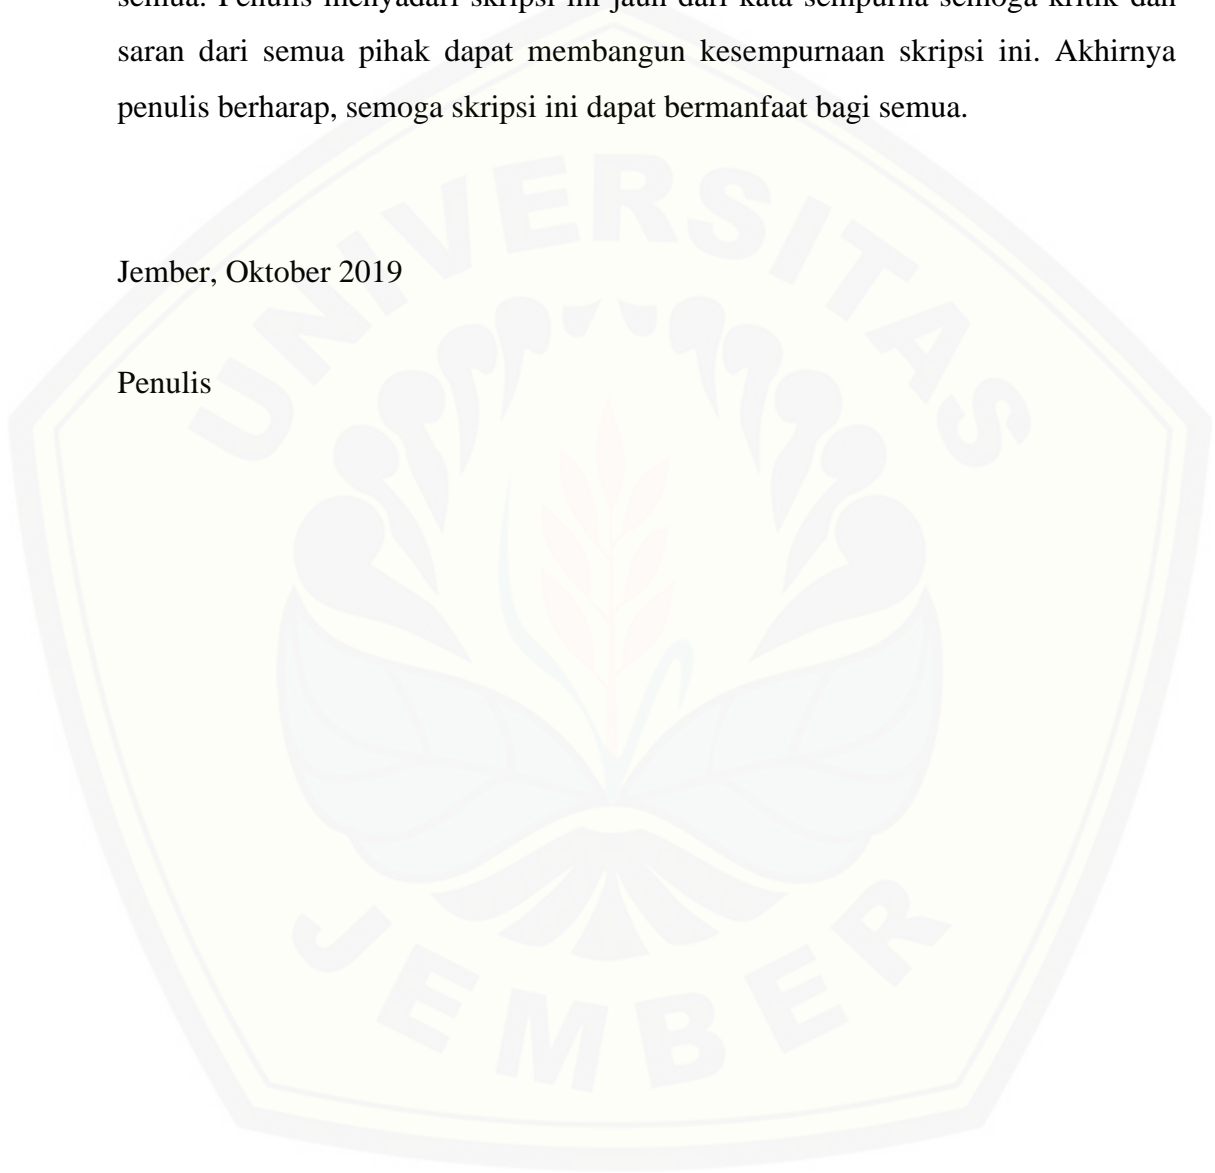 semua. Penulis menyadari skripsi ini jauh dari kata sempurna semoga kritik dan
saran dari semua pihak dapat membangun kesempurnaan skripsi ini. Akhirnya
penulis berharap, semoga skripsi ini dapat bermanfaat bagi semua.
Jember, Oktober 2019
Penulis
UNIVERSITAS
JEMBER